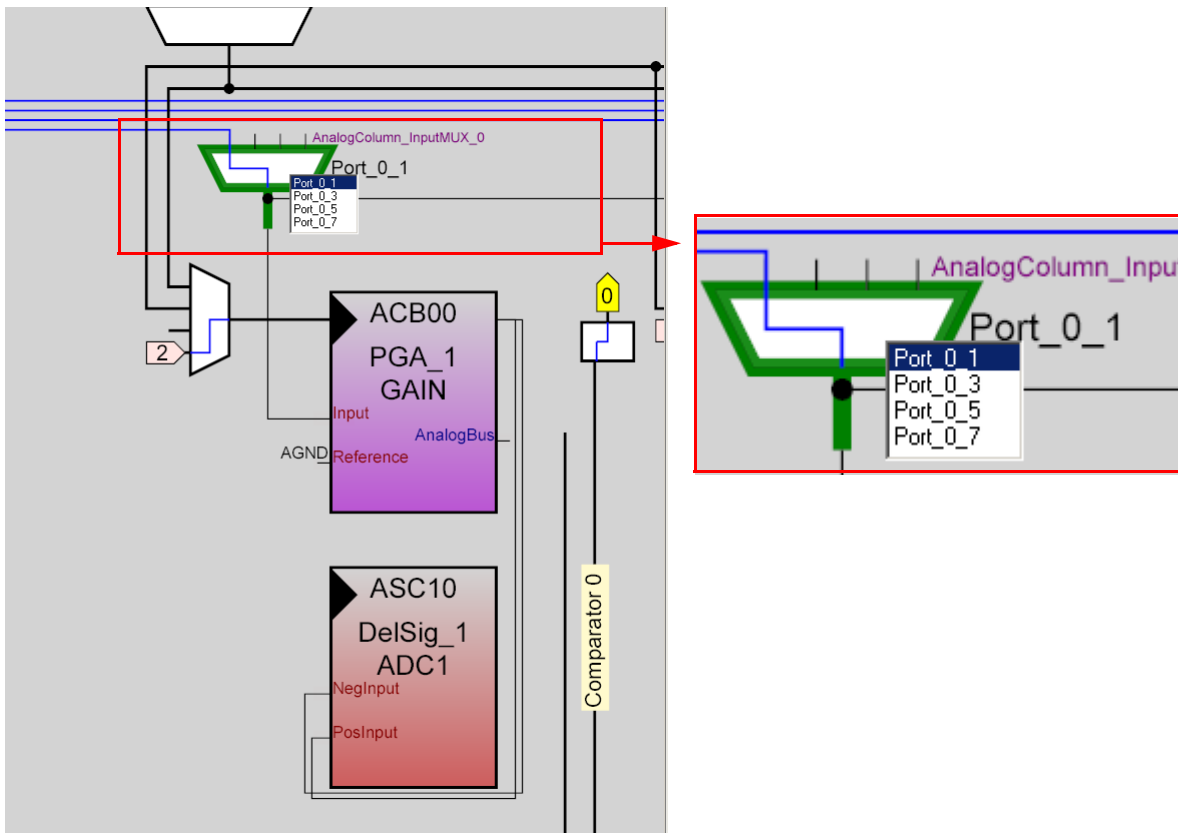 AnalogColumn_InputMUX_0
Port_0_1
Port_0_1
Port_0_3
Port_0_5
Port_0_7
2
ACB00
PGA_1
GAIN
Input
AnalogBus
AGND
Reference
0
Comparator 0
ASC10
DelSig_1
ADC1
NegInput
PosInput
AnalogColumn_Inpu
Port_0_1
Port_0_1
Port_0_3
Port_0_5
Port_0_7